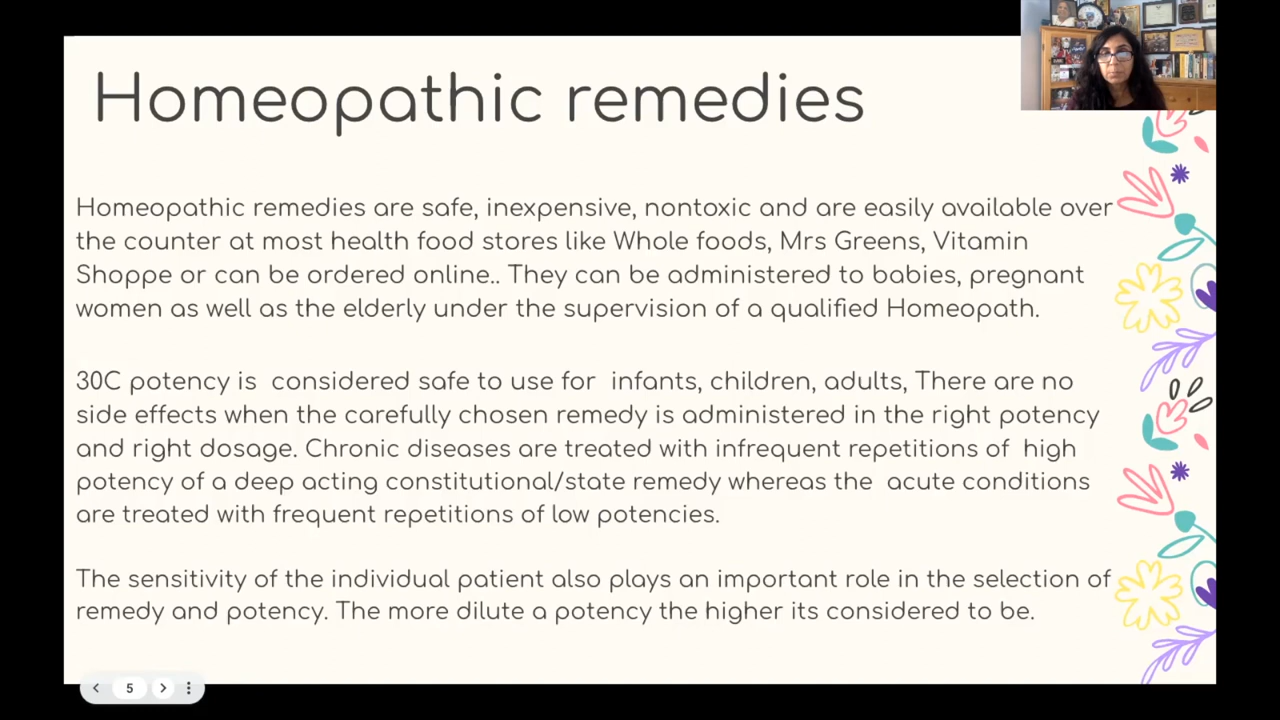 Homeopathic remedies
Homeopathic remedies are safe, inexpensive, nontoxic and are easily available over
the counter at most health food stores like Whole foods, Mrs Greens, Vitamin
Shoppe or can be ordered online.. They can be administered to babies, pregnant
women as well as the elderly under the supervision of a qualified Homeopath.
30C potency is  considered safe to use for  infants, children, adults, There are no
side effects when the carefully chosen remedy is administered in the right potency
and right dosage. Chronic diseases are treated with infrequent repetitions of  high
potency of a deep acting constitutional/state remedy whereas the  acute conditions
are treated with frequent repetitions of low potencies.
The sensitivity of the individual patient also plays an important role in the selection of
remedy and potency. The more dilute a potency the higher its considered to be.
5